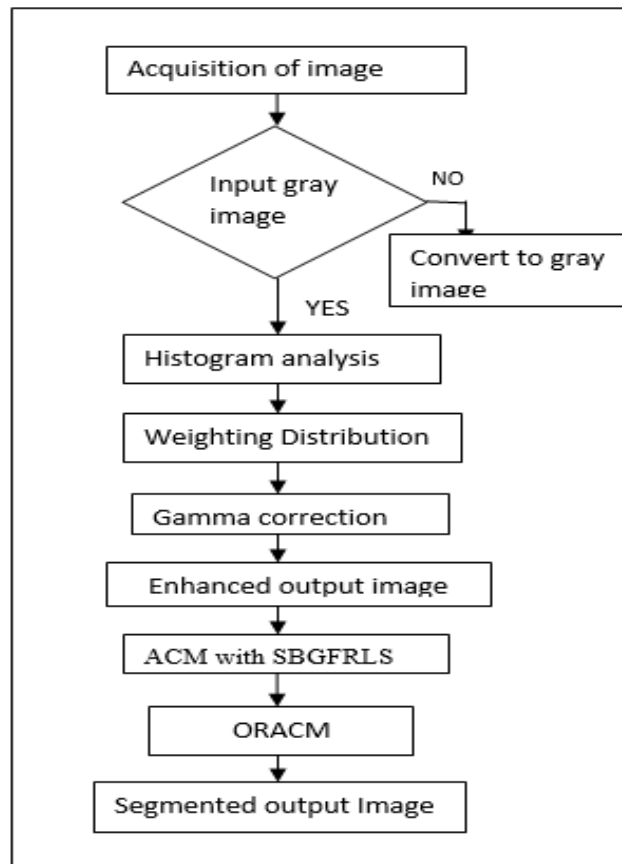 Acquisition of image
Input gray
image
NO
Convert to gray
image
YES
Histogram analysis
Weighting Distribution
Gamma correction
Enhanced output image
ACM with SBGFRLS
ORACM
Segmented output Image